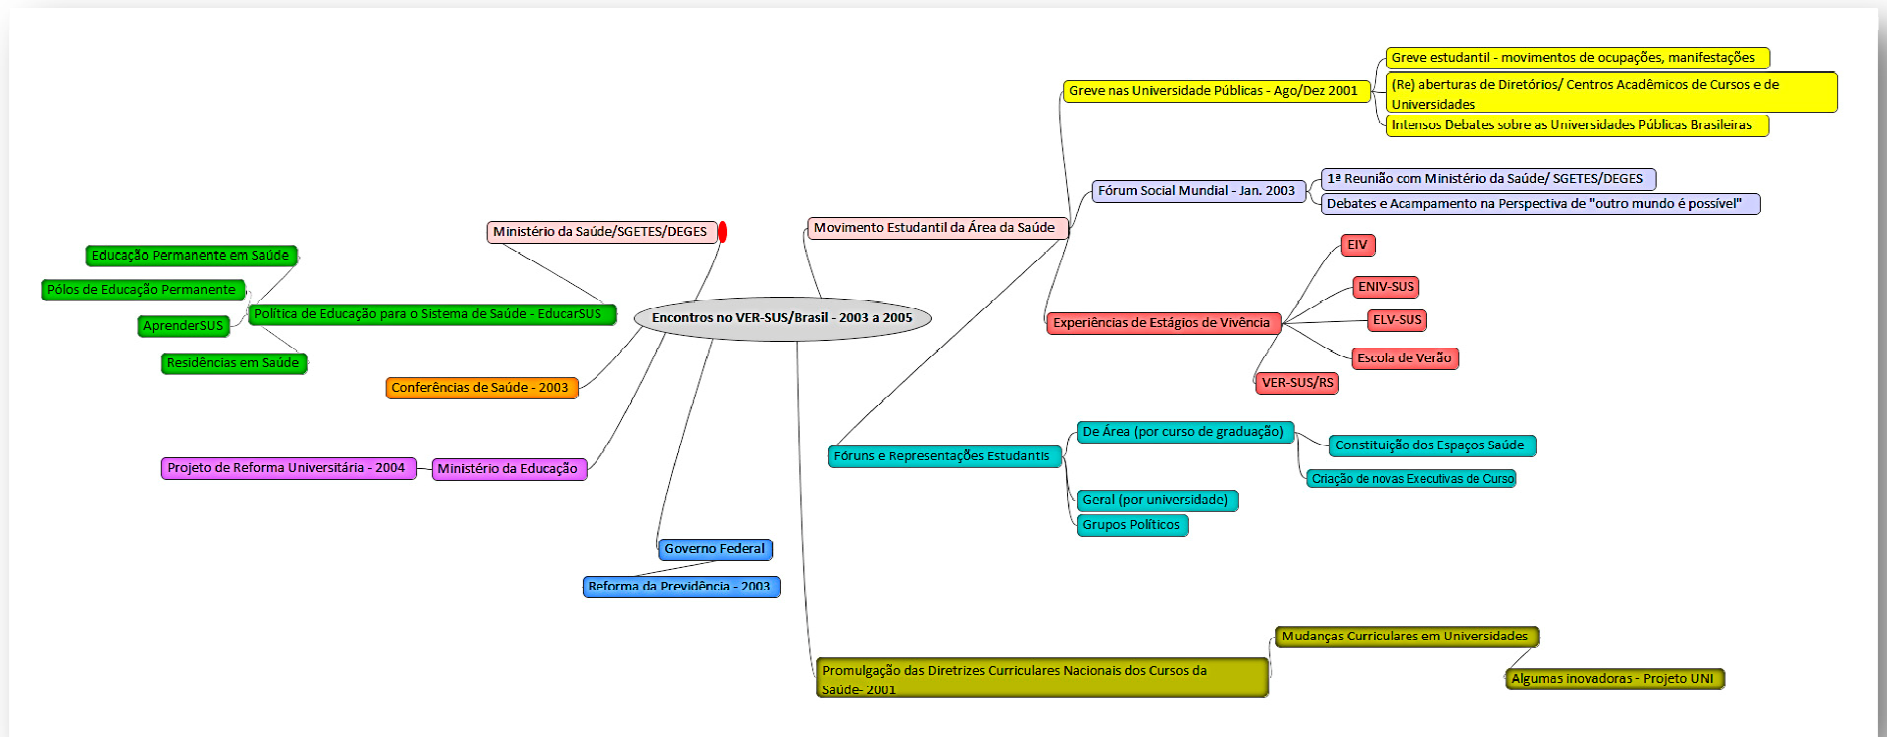 Greve estudantil - movimentos de ocupações, manifestações
Greve nas Universidade Públicas - Ago/Dez 2001
(Re) aberturas de Diretórios/ Centros Acadêmicos de Cursos e de
Universidades
Intensos Debates sobre as Universidades Públicas Brasileiras
Fórum Social Mundial - Jan. 2003
1ª Reunião com Ministério da Saúde/ SGETES/DEGES
Debates e Acampamento na Perspectiva de "outro mundo é possível"
Ministério da Saúde/SGETES/DEGES
Movimento Estudantil da Área da Saúde
Educação Permanente em Saúde
Pólos de Educação Permanente
Política de Educação para o Sistema de Saúde - EducarSUS
AprenderSUS
Residências em Saúde
Encontros no VER-SUS/Brasil - 2003 a 2005
Experiências de Estágios de Vivência
EIV
ENIV-SUS
ELV-SUS
Escola de Verão
VER-SUS/RS
Conferências de Saúde - 2003
Projeto de Reforma Universitária - 2004
Ministério da Educação
Fóruns e Representações Estudantis
De Área (por curso de graduação)
Constituição dos Espaços Saúde
Criação de novas Executivas de Curso
Geral (por universidade)
Grupos Políticos
Governo Federal
Reforma da Previdência - 2003
Promulgação das Diretrizes Curriculares Nacionais dos Cursos da
Saúde- 2001
Mudanças Curriculares em Universidades
Algumas inovadoras - Projeto UNI